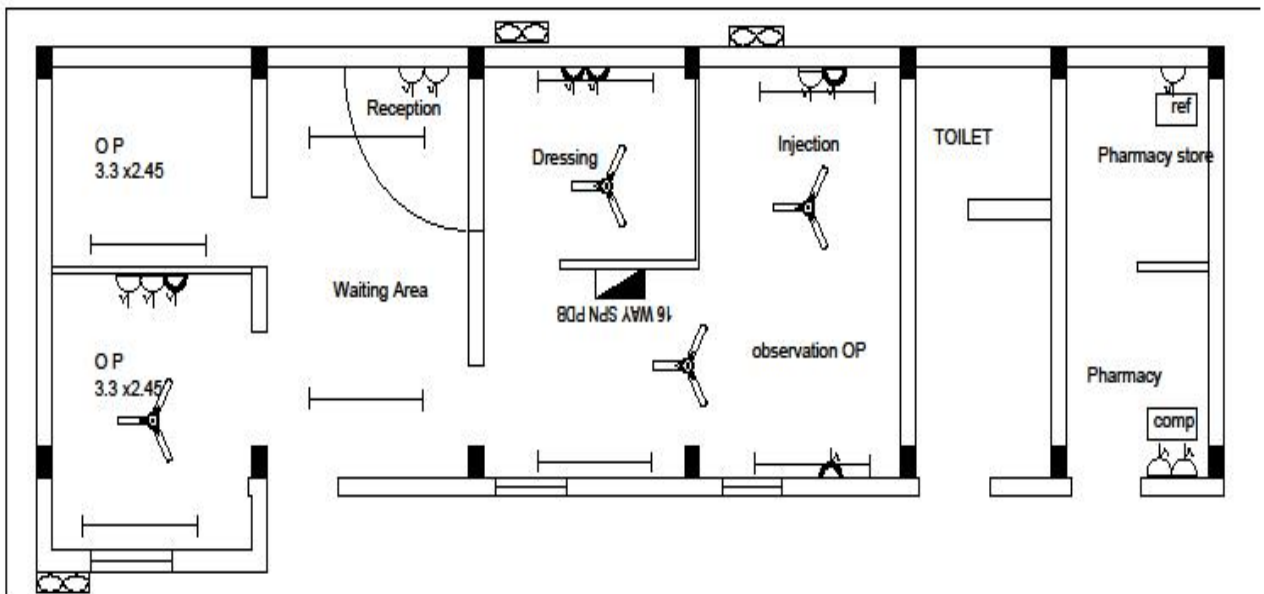 O P
3.3 x2.45
Reception
Dressing
Injection
TOILET
ref
Pharmacy store
Waiting Area
16 WAY SPN PDB
O P
3.3 x2.45
observation OP
Pharmacy
comp